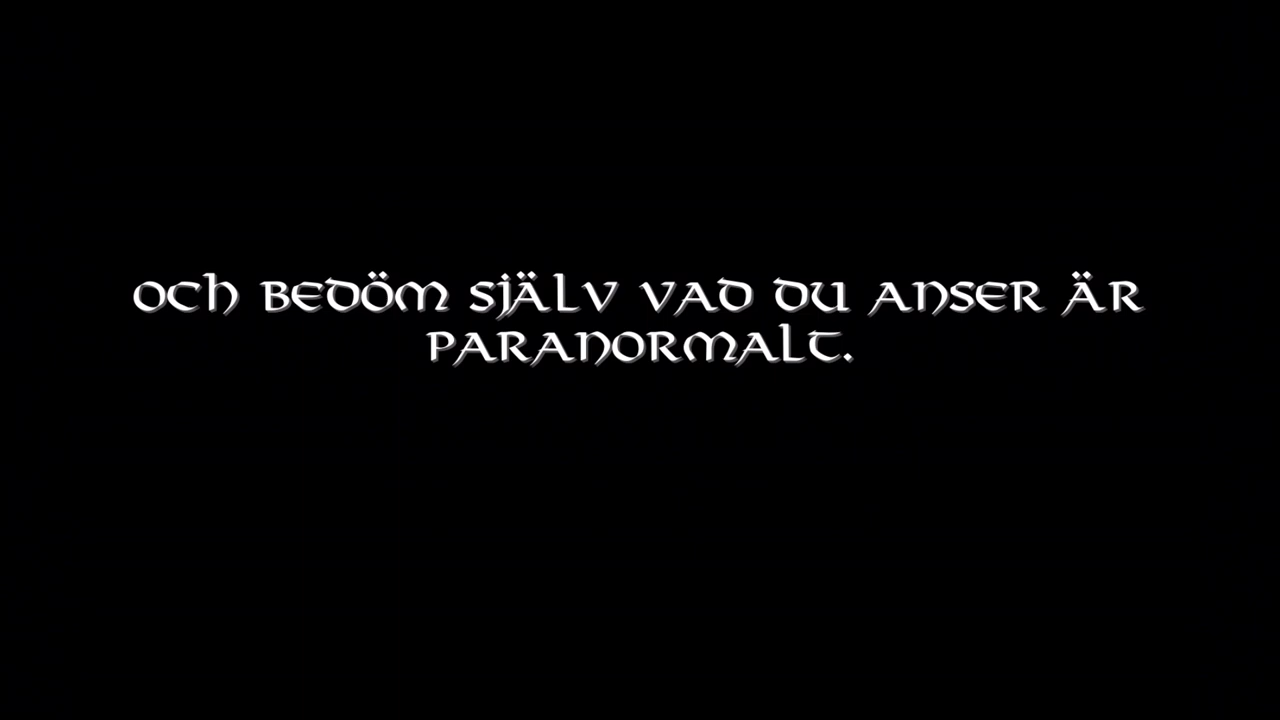 och bedöm själv vad du anser är
paranormalt.